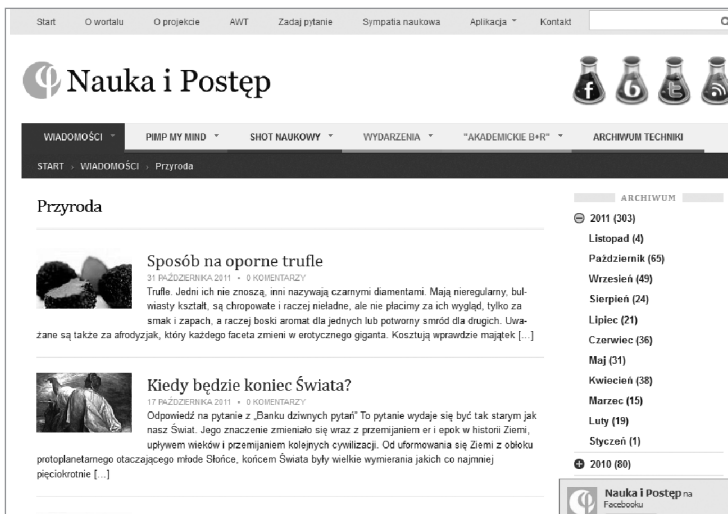 Start O wortalu O projekcie AWT Zadaj pytanie Sympatia naukowa Aplikacja Kontakt
Nauka i Postęp
WIADOMOŚCI PIMP MY MIND SHOT NAUKOWY WYDARZENIA "AKADEMICKIE B+R" ARCHIWUM TECHNIKI
START › WIADOMOŚCI › Przyroda
Przyroda
Sposób na oporne trufle
31 PAŹDZIERNIKA 2011 • 0 KOMENTARZY
Trufle. Jedni ich nie znoszą, inni nazywają czarnymi diamentami. Mają nieregularny, bul-
wiasty kształt, są chropowate i raczej nieładne, ale nie płacimy za ich wygląd, tylko za
smak i zapach, a raczej boski aromat dla jednych lub potworny smród dla drugich. Uwa-
żane są także za afrodyzjak, który każdego faceta zmieni w erotycznego giganta. Kosztują wprawdzie majątek [...]
Kiedy będzie koniec Świata?
17 PAŹDZIERNIKA 2011 • 0 KOMENTARZY
Odpowiedź na pytanie z „Banku dziwnych pytań” To pytanie wydaje się być tak starym jak
nasz Świat. Jego znaczenie zmieniało się wraz z przemijaniem er i epok w historii Ziemi,
upływem wieków i przemijaniem kolejnych cywilizacji. Od uformowania się Ziemi z obłoku
protoplanetarnego otaczającego młode Słońce, końcem Świata były wielkie wymierania jakich co najmniej
pięciokrotnie [...]
ARCHIWUM
2011 (303)
Listopad (4)
Październik (65)
Wrzesień (49)
Sierpień (24)
Lipiec (21)
Czerwiec (36)
Maj (31)
Kwiecień (38)
Marzec (15)
Luty (19)
Styczeń (1)
2010 (80)
Nauka i Postęp na
Facebooku